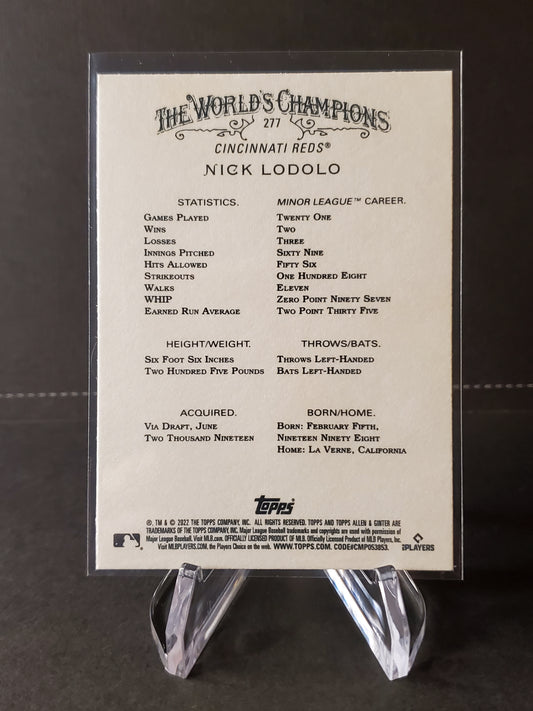 THE WORLD'S CHAMPIONS
277
CINCINNATI REDS®
NICK LODOLO
STATISTICS. MINOR LEAGUE™ CAREER.
GAMES PLAYED TWENTY ONE
WINS TWO
LOSSES THREE
INNINGS PITCHED SIXTY NINE
HITS ALLOWED FIFTY SIX
STRIKEOUTS ONE HUNDRED EIGHT
WALKS ELEVEN
WHIP ZERO POINT NINETY SEVEN
EARNED RUN AVERAGE TWO POINT THIRTY FIVE
HEIGHT/WEIGHT. THROWS/BATS.
SIX FOOT SIX INCHES THROWS LEFT-HANDED
TWO HUNDRED FIVE POUNDS BATS LEFT-HANDED
ACQUIRED. BORN/HOME.
VIA DRAFT, JUNE BORN: FEBRUARY FIFTH,
TWO THOUSAND NINETEEN NINETEEN NINETY EIGHT
HOME: LA VERNE, CALIFORNIA
Topps
®, TM & © 2022 THE TOPPS COMPANY, INC. ALL RIGHTS RESERVED. TOPPS AND TOPPS ALLEN & GINTER ARE
TRADEMARKS OF THE TOPPS COMPANY, INC. Major League Baseball trademarks and copyrights are used with permission of
Major League Baseball. Visit MLB.com. OFFICIALLY LICENSED PRODUCT OF MLB. Officially Licensed Product of MLB Players, Inc.
Visit MLBPLAYERS.COM, the Players Choice on the web. WWW.TOPPS.COM. CODE#CMP053853.
PLAYERS